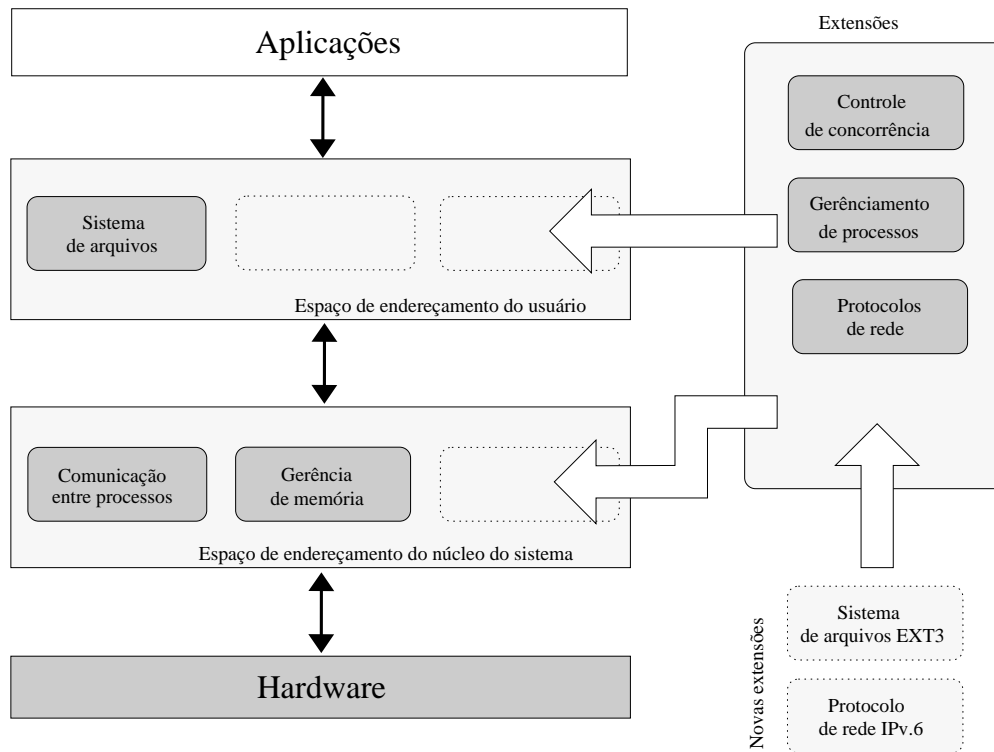 Aplicações
Extensões
Controle
de concorrência
Gerênciamento
de processos
Protocolos
de rede
Sistema
de arquivos
Espaço de endereçamento do usuário
Comunicação
entre processos
Gerência
de memória
Espaço de endereçamento do núcleo do sistema
Hardware
Novas extensões
Sistema
de arquivos EXT3
Protocolo
de rede IPv.6